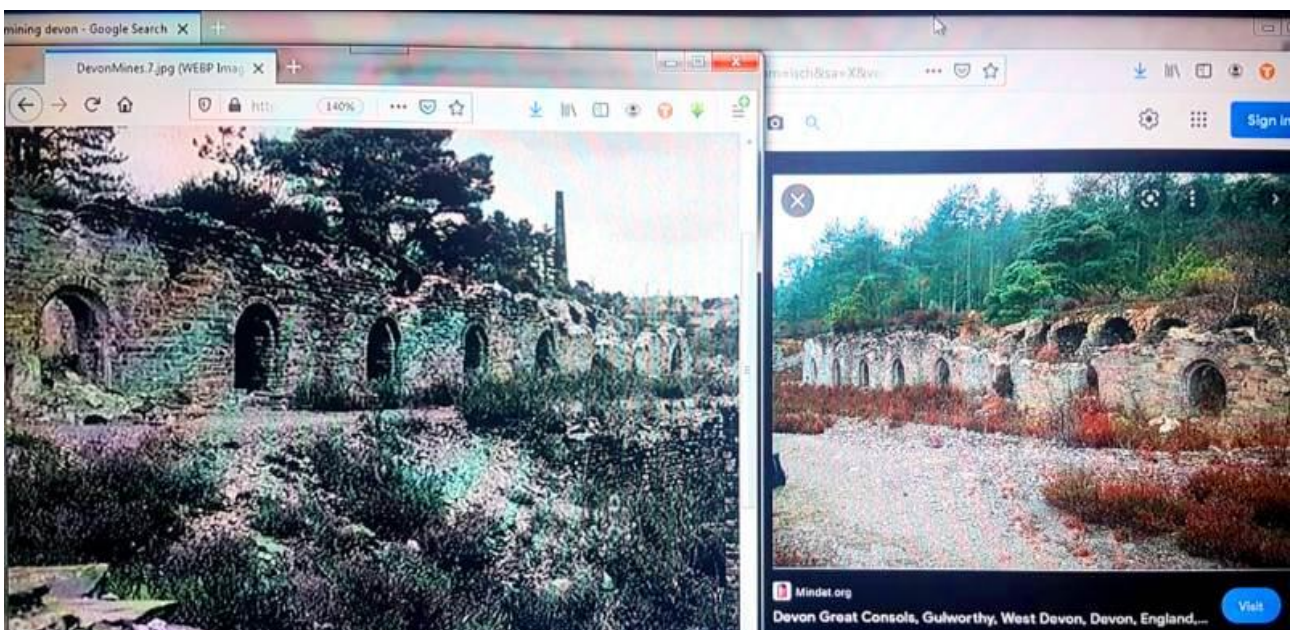 mining devon - Google Search
DevonMines.7.jpg (WEBP Imag
140%
Sign in
Mindat.org
Devon Great Consols, Gulworthy, West Devon, Devon, England,...
Visit